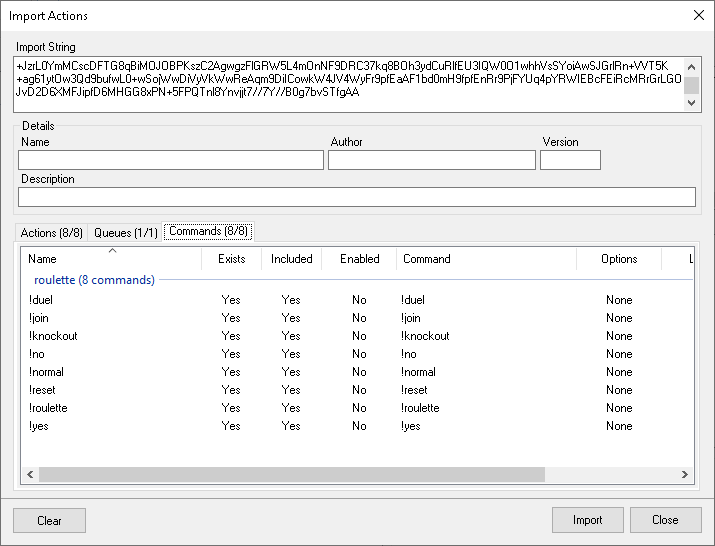 Import Actions
Import String
+JzrL0YmMCscDFTG8qBiMOJOBPKszC2AgwgzFlGRW5L4mOnNF9DRC37kq8BOh3ydCuRlfEU3IQW0O1whhVsSYoiAwSJGrlRn+VVT5K
+ag61ytOw3Qd9bufwL0+wSojWwDiVyVkWwReAqm9DilCowkW4JV4WyFr9pfEaAF1bd0mH9fpfEnRr9PjFYUq4pYRWIEBcFEiRcMRrGrLGO
JvD2D6XMFJipfD6MHGG8xPN+5FPQTnl8Ynvjjt7//7Y//B0g7bvSTfgAA
Details
Name Author Version
Description
Actions (8/8) Queues (1/1) Commands (8/8)
Name Exists Included Enabled Command Options L
roulette (8 commands)
!duel Yes Yes No !duel None
!join Yes Yes No !join None
!knockout Yes Yes No !knockout None
!no Yes Yes No !no None
!normal Yes Yes No !normal None
!reset Yes Yes No !reset None
!roulette Yes Yes No !roulette None
!yes Yes Yes No !yes None
Clear Import Close